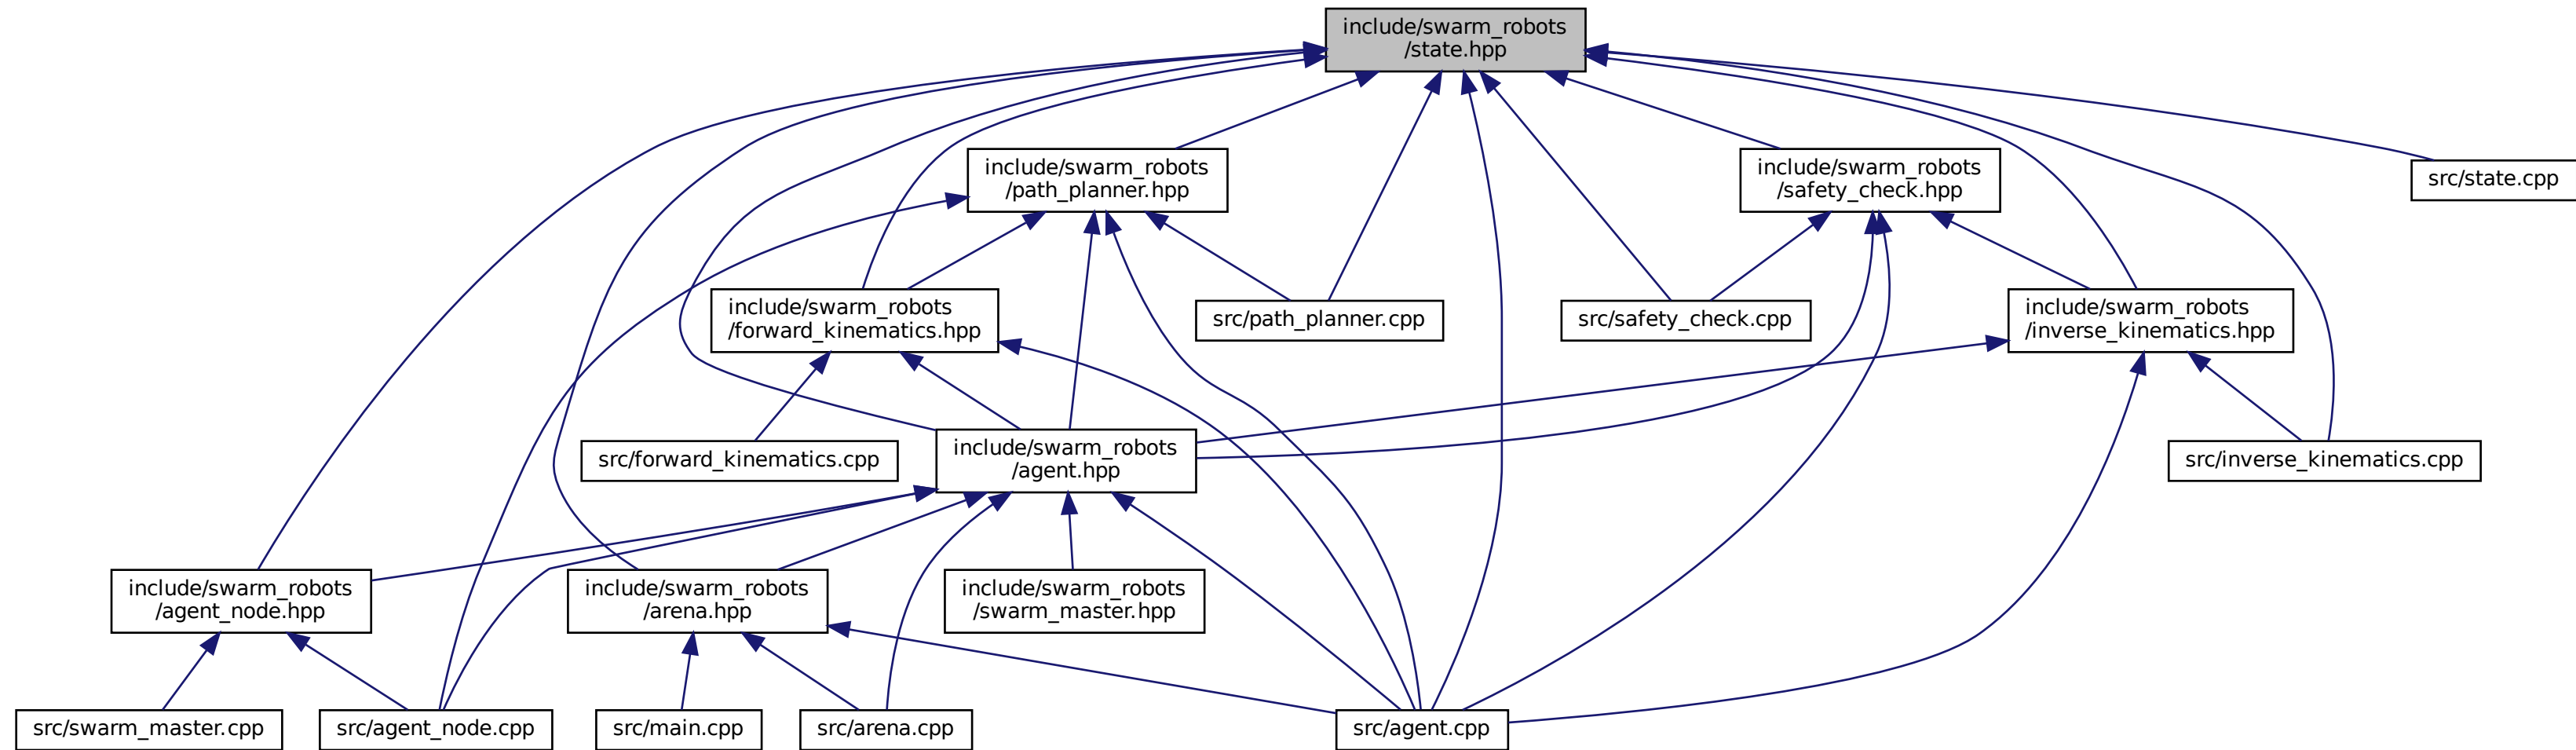 include/swarm_robots
/state.hpp
include/swarm_robots
/path_planner.hpp
include/swarm_robots
/safety_check.hpp
src/state.cpp
include/swarm_robots
/forward_kinematics.hpp
src/path_planner.cpp
src/safety_check.cpp
include/swarm_robots
/inverse_kinematics.hpp
src/forward_kinematics.cpp
include/swarm_robots
/agent.hpp
src/inverse_kinematics.cpp
include/swarm_robots
/agent_node.hpp
include/swarm_robots
/arena.hpp
include/swarm_robots
/swarm_master.hpp
src/swarm_master.cpp
src/agent_node.cpp
src/main.cpp
src/arena.cpp
src/agent.cpp